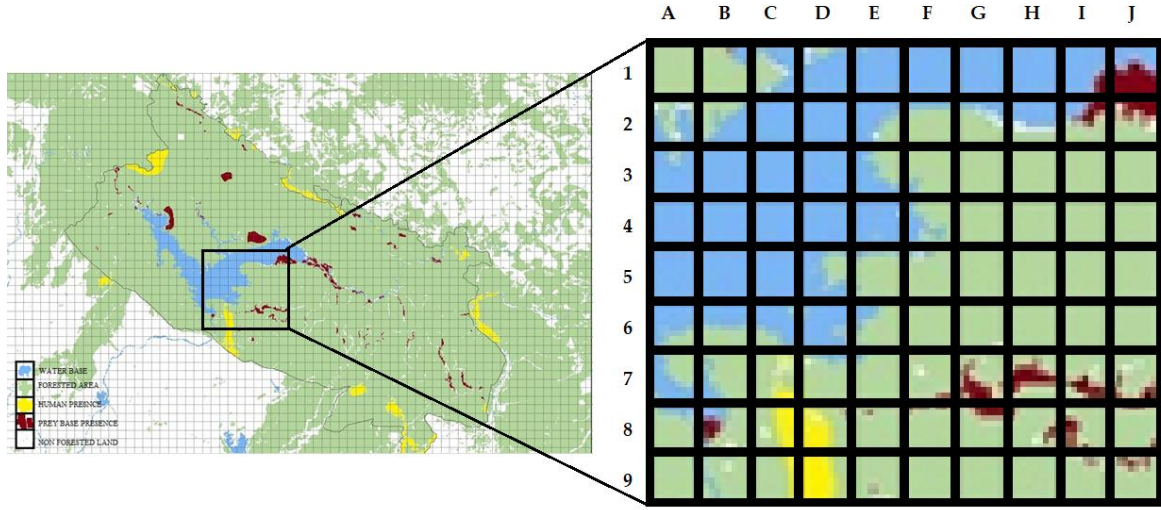 A B C D E F G H I J
1
2
3
4
5
6
7
8
9
WATER BASE
FORESTED AREA
HUMAN PRESINCE
PREY BASE PRESENCE
NON FORESTED LAND